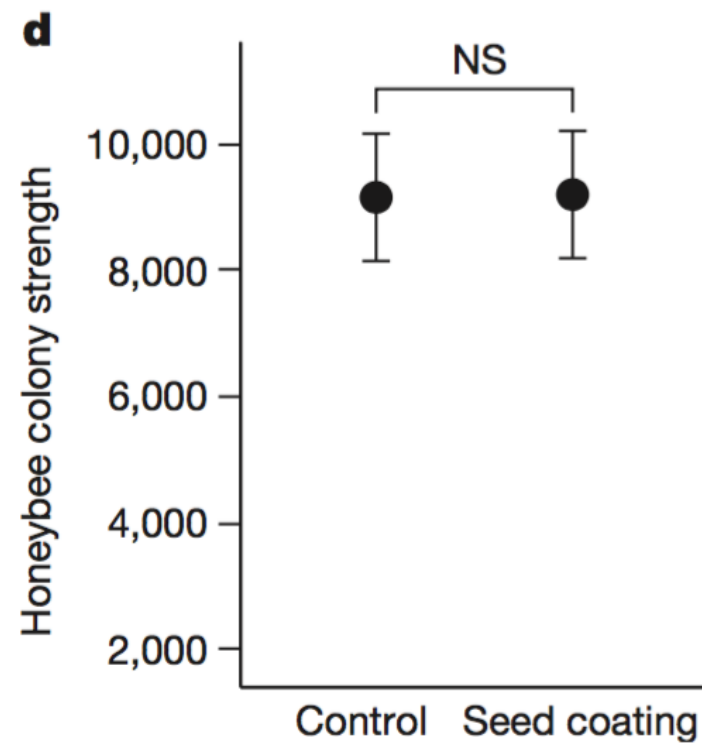 d
NS
Honeybee colony strength
10,000
8,000
6,000
4,000
2,000
Control
Seed coating